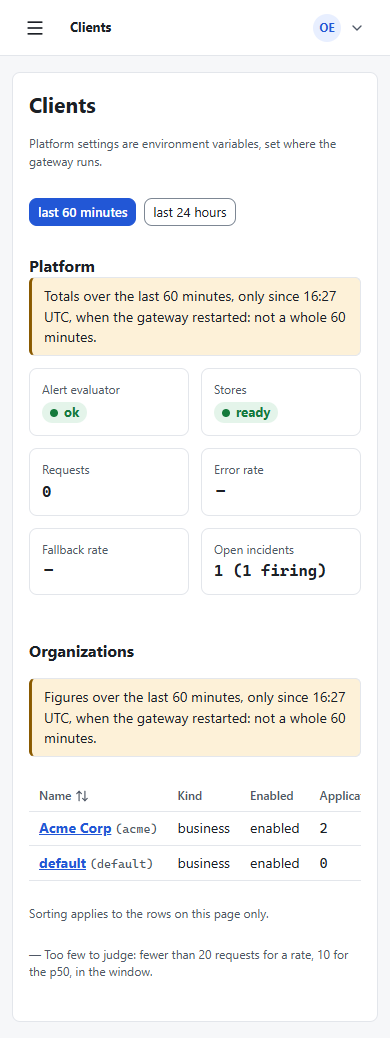 Clients
OE
Clients
Platform settings are environment variables, set where the
gateway runs.
last 60 minutes
last 24 hours
Platform
Totals over the last 60 minutes, only since 16:27
UTC, when the gateway restarted: not a whole 60
minutes.
Alert evaluator
ok
Stores
ready
Requests
0
Error rate
—
Fallback rate
—
Open incidents
1 (1 firing)
Organizations
Figures over the last 60 minutes, only since 16:27
UTC, when the gateway restarted: not a whole 60
minutes.
Name Kind Enabled Applica
Acme Corp (acme) business enabled 2
default (default) business enabled 0
Sorting applies to the rows on this page only.
— Too few to judge: fewer than 20 requests for a rate, 10 for
the p50, in the window.